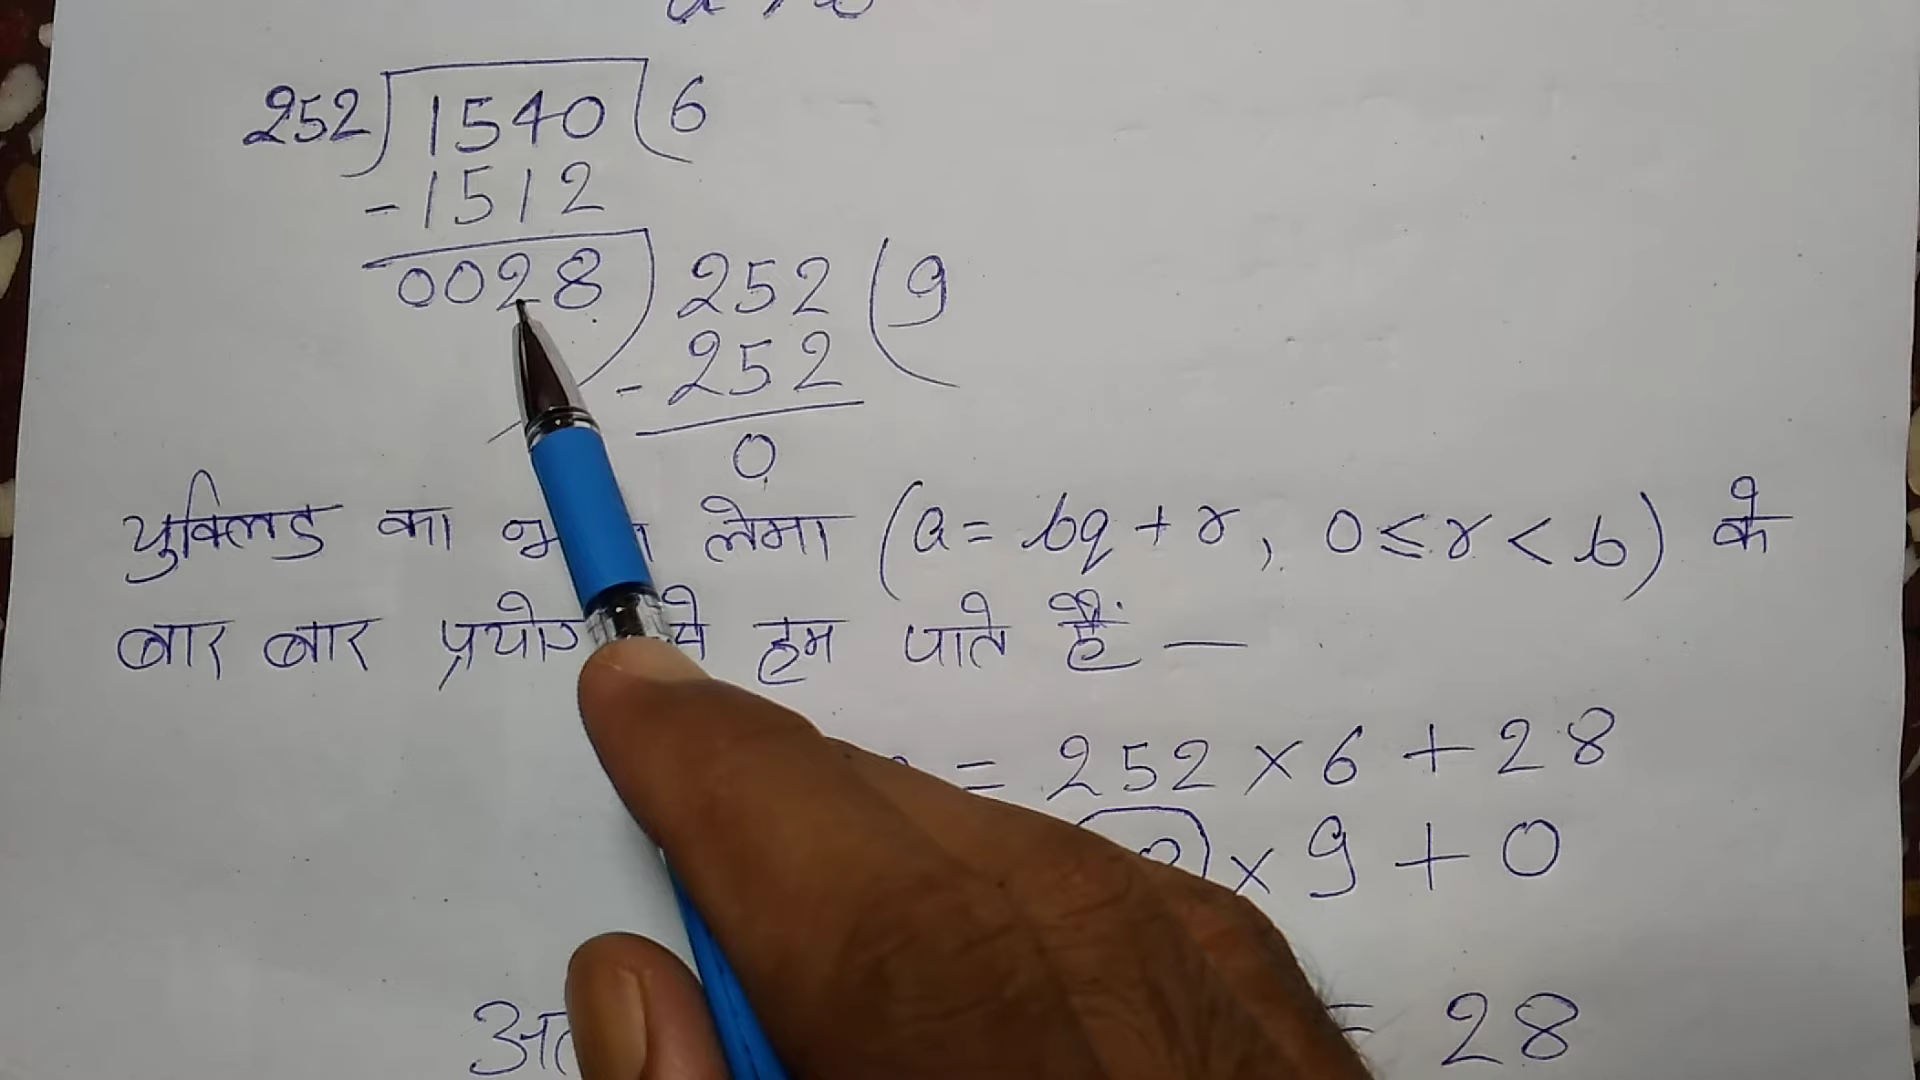 252 ) 1540 ( 6
-1512
0028 ) 252 ( 9
- 252
0
युक्लिड का लेमा (a = bq + r, 0 ≤ r < b) के
बार बार प्रयोग से हम पाते हैं —
= 252 × 6 + 28
× 9 + 0
= 28